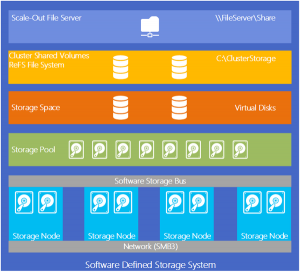 Scale-Out File Server \\FileServer\Share
Cluster Shared Volumes C:\ClusterStorage
ReFS File System
Storage Space Virtual Disks
Storage Pool
Software Storage Bus
Storage Node Storage Node Storage Node Storage Node
Network (SMB3)
Software Defined Storage System